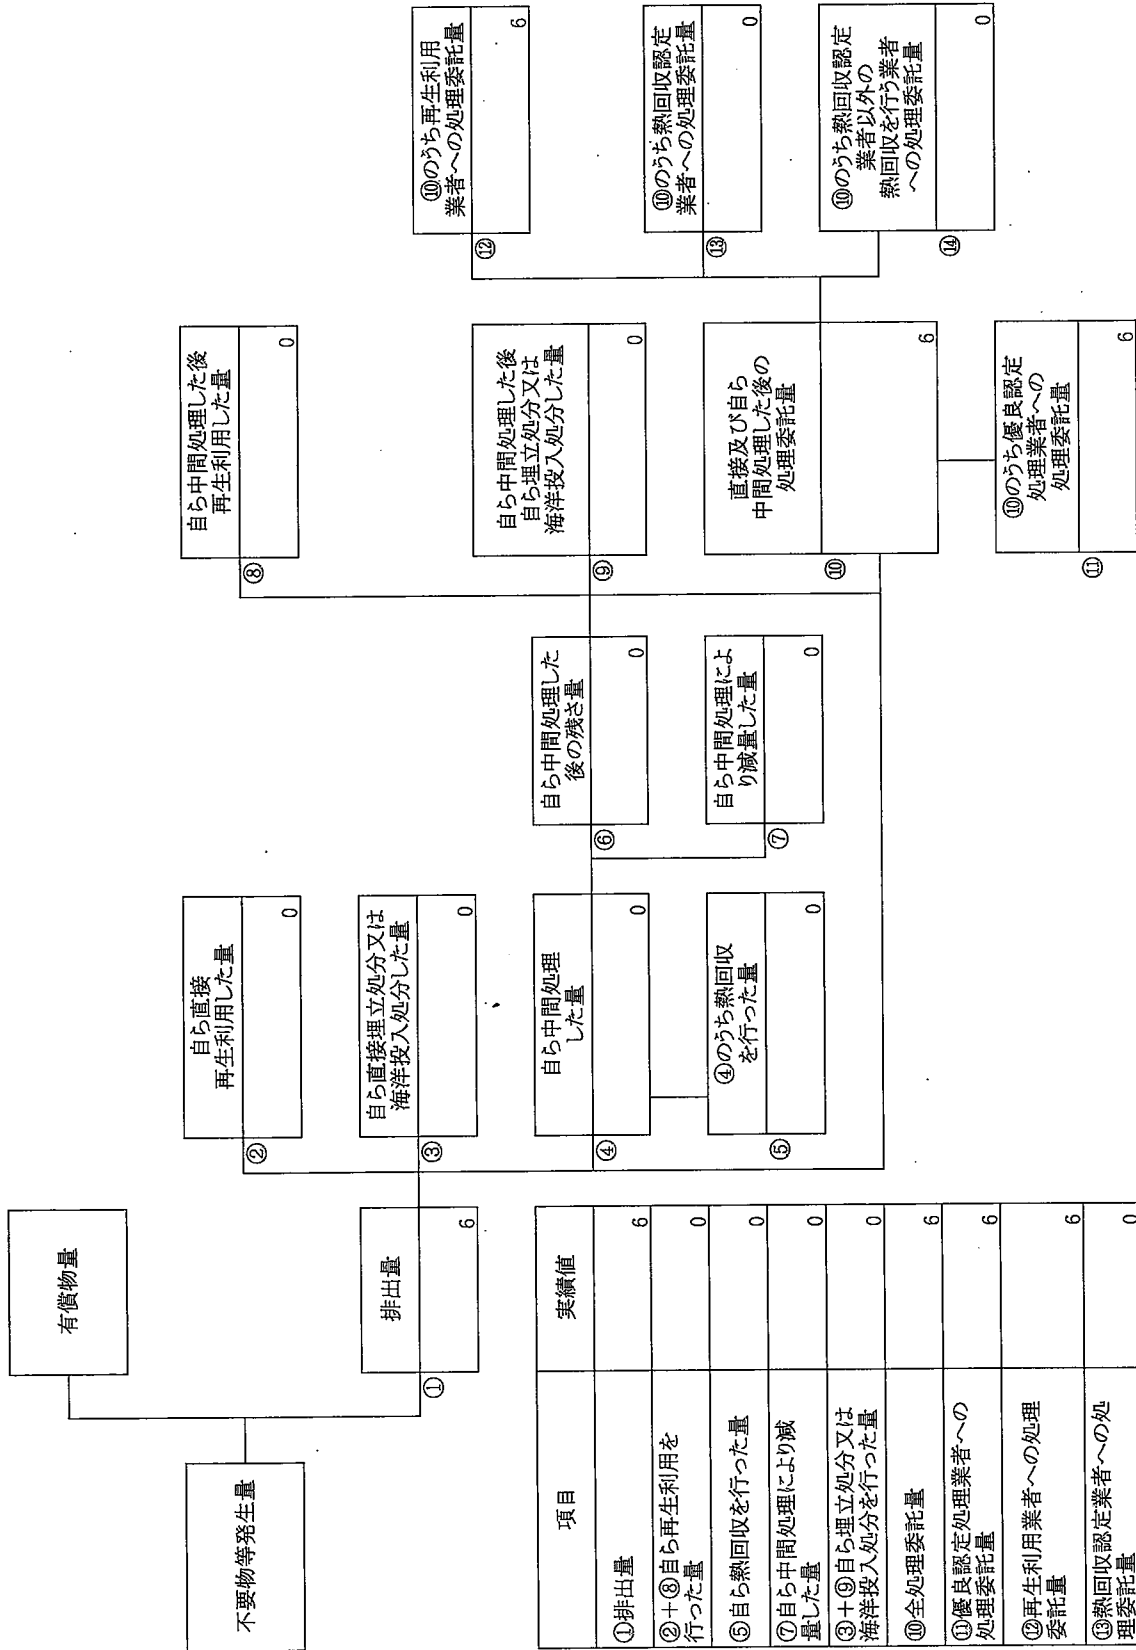 不要物等発生量
有償物量
①
排出量
6
②
自ら直接
再生利用した量
0
③
自ら直接埋立処分又は
海洋投入処分した量
0
④
自ら中間処理
した量
0
⑤
④のうち熱回収
を行った量
0
⑥
自ら中間処理した
後の残さ量
0
⑦
自ら中間処理によ
り減量した量
0
⑧
自ら中間処理した後
再生利用した量
0
⑨
自ら中間処理した後
自ら埋立処分又は
海洋投入処分した量
0
⑩
直接及び自ら
中間処理した後の
処理委託量
6
⑪
⑩のうち優良認定
処理業者への
処理委託量
6
⑫
⑩のうち再生利用
業者への処理委託量
6
⑬
⑩のうち熱回収認定
業者への処理委託量
0
⑭
⑩のうち熱回収認定
業者以外の
熱回収を行う業者
への処理委託量
0
項目 実績値
①排出量 6
②+⑧自ら再生利用を
行った量 0
⑤自ら熱回収を行った量 0
⑦自ら中間処理により減
量した量 0
③+⑨自ら埋立処分又は
海洋投入処分を行った量 0
⑩全処理委託量 6
⑪優良認定処理業者への
処理委託量 6
⑫再生利用業者への処理
委託量 6
⑬熱回収認定業者への処
理委託量 0